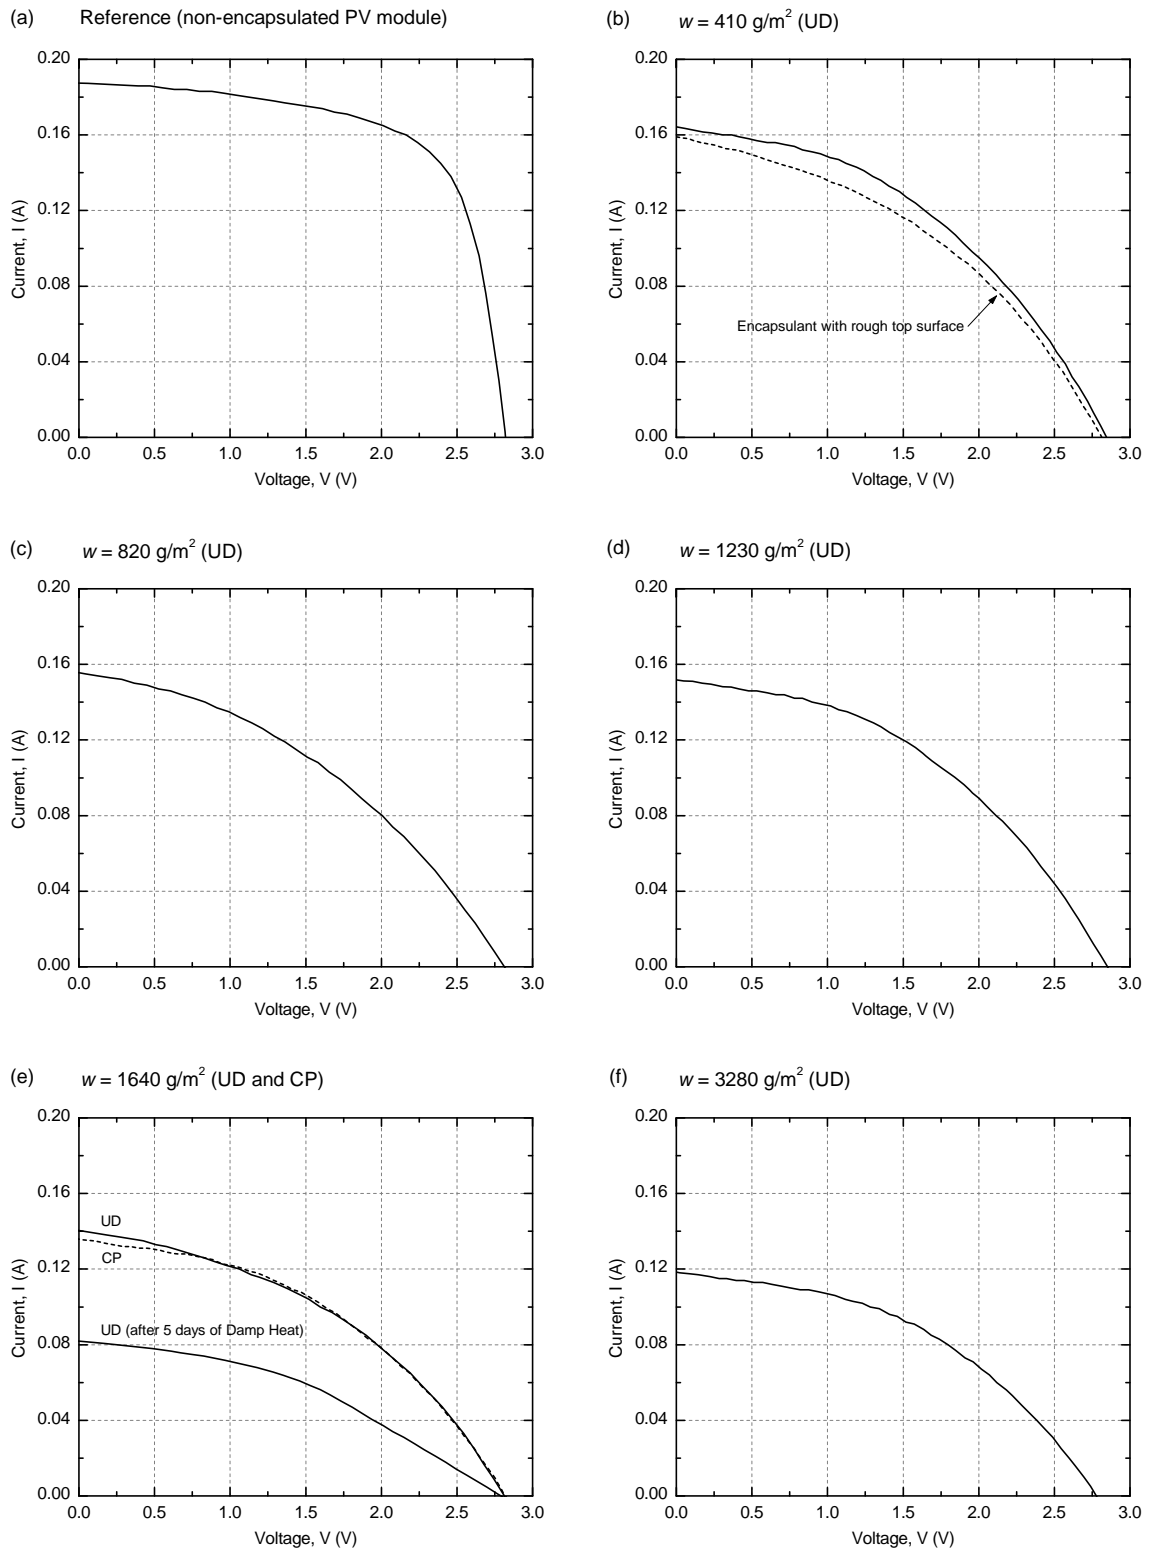 (a) Reference (non-encapsulated PV module)
0.20
0.16
0.12
0.08
0.04
0.00
Current, I (A)
0.0 0.5 1.0 1.5 2.0 2.5 3.0
Voltage, V (V)
(b) w = 410 g/m² (UD)
0.20
0.16
0.12
0.08
0.04
0.00
Current, I (A)
Encapsulant with rough top surface
0.0 0.5 1.0 1.5 2.0 2.5 3.0
Voltage, V (V)
(c) w = 820 g/m² (UD)
0.20
0.16
0.12
0.08
0.04
0.00
Current, I (A)
0.0 0.5 1.0 1.5 2.0 2.5 3.0
Voltage, V (V)
(d) w = 1230 g/m² (UD)
0.20
0.16
0.12
0.08
0.04
0.00
Current, I (A)
0.0 0.5 1.0 1.5 2.0 2.5 3.0
Voltage, V (V)
(e) w = 1640 g/m² (UD and CP)
0.20
0.16
0.12
0.08
0.04
0.00
Current, I (A)
UD
CP
UD (after 5 days of Damp Heat)
0.0 0.5 1.0 1.5 2.0 2.5 3.0
Voltage, V (V)
(f) w = 3280 g/m² (UD)
0.20
0.16
0.12
0.08
0.04
0.00
Current, I (A)
0.0 0.5 1.0 1.5 2.0 2.5 3.0
Voltage, V (V)